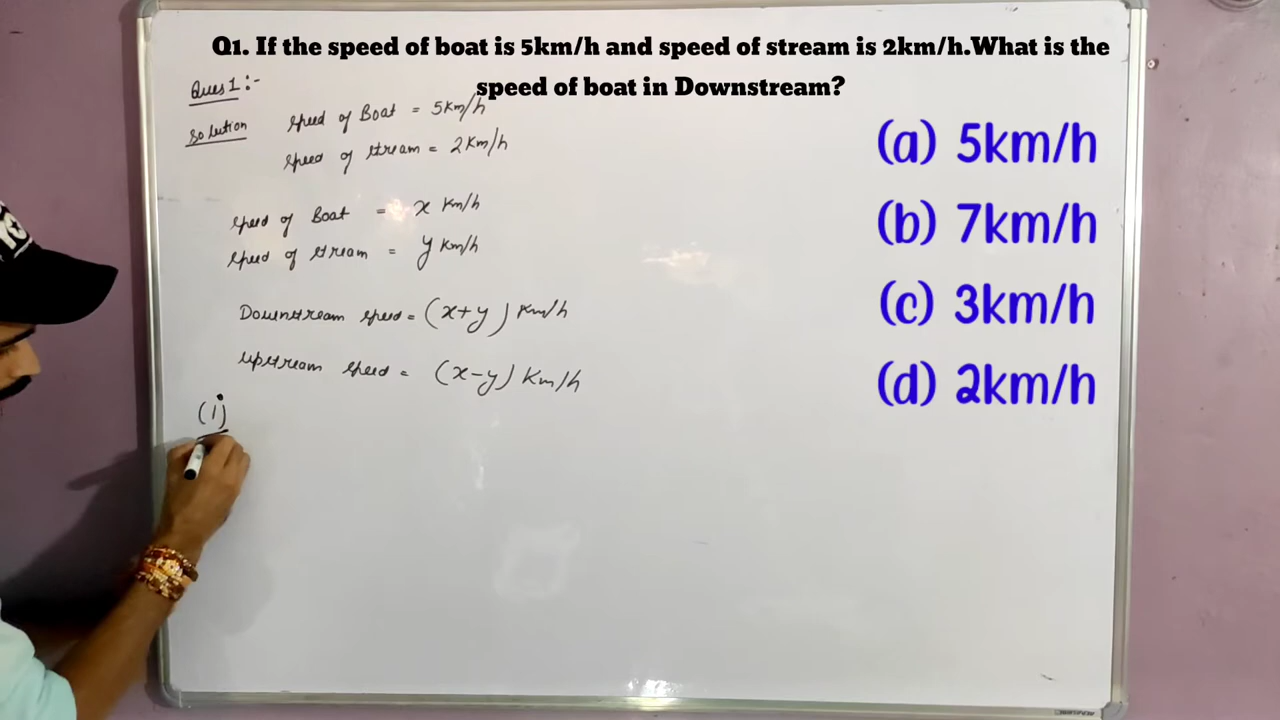 Q1. If the speed of boat is 5km/h and speed of stream is 2km/h.What is the
speed of boat in Downstream?
Ques 1:-
Solution
Speed of Boat = 5Km/h
Speed of stream = 2Km/h
Speed of Boat = x Km/h
Speed of stream = y Km/h
Downstream speed = (x+y) Km/h
Upstream speed = (x-y) Km/h
(i)
(a) 5km/h
(b) 7km/h
(c) 3km/h
(d) 2km/h